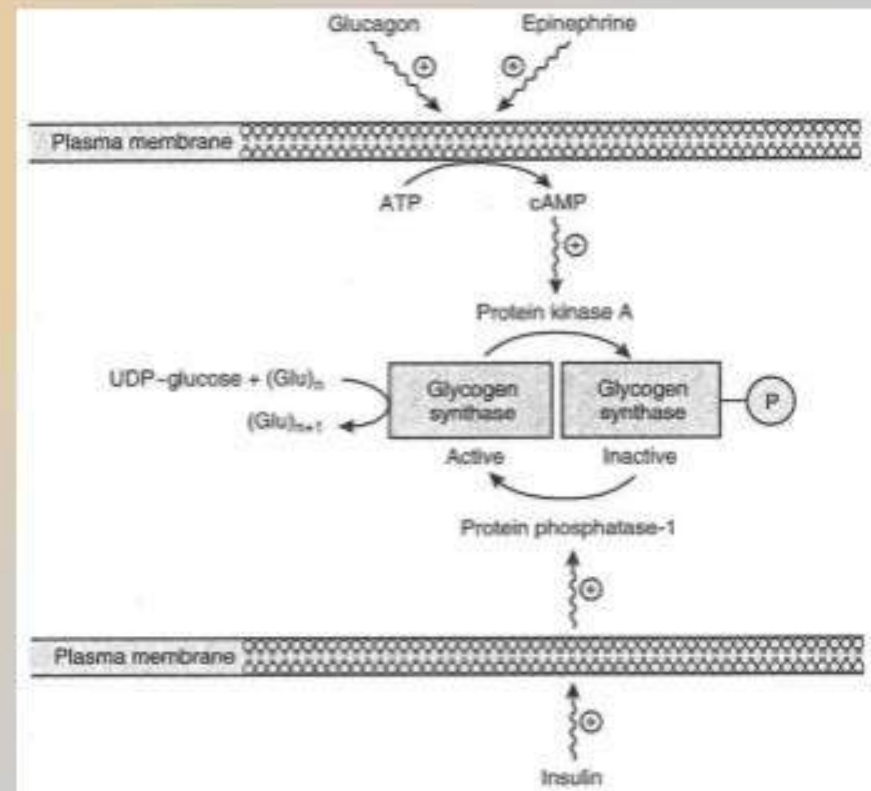 Glucagon Epinephrine
+ +
Plasma membrane
ATP cAMP
+
Protein kinase A
UDP-glucose + (Glu)n
(Glu)n+1
Glycogen
synthase
Glycogen
synthase
P
Active Inactive
Protein phosphatase-1
+
Plasma membrane
+
Insulin